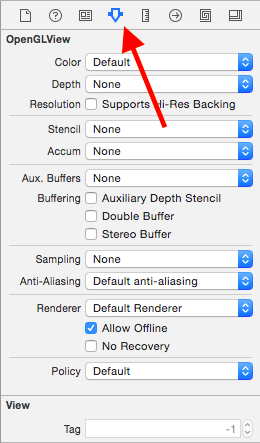 OpenGLView
Color Default
Depth None
Resolution Supports Hi-Res Backing
Stencil None
Accum None
Aux. Buffers None
Buffering Auxiliary Depth Stencil
Double Buffer
Stereo Buffer
Sampling None
Anti-Aliasing Default anti-aliasing
Renderer Default Renderer
Allow Offline
No Recovery
Policy Default
View
Tag -1